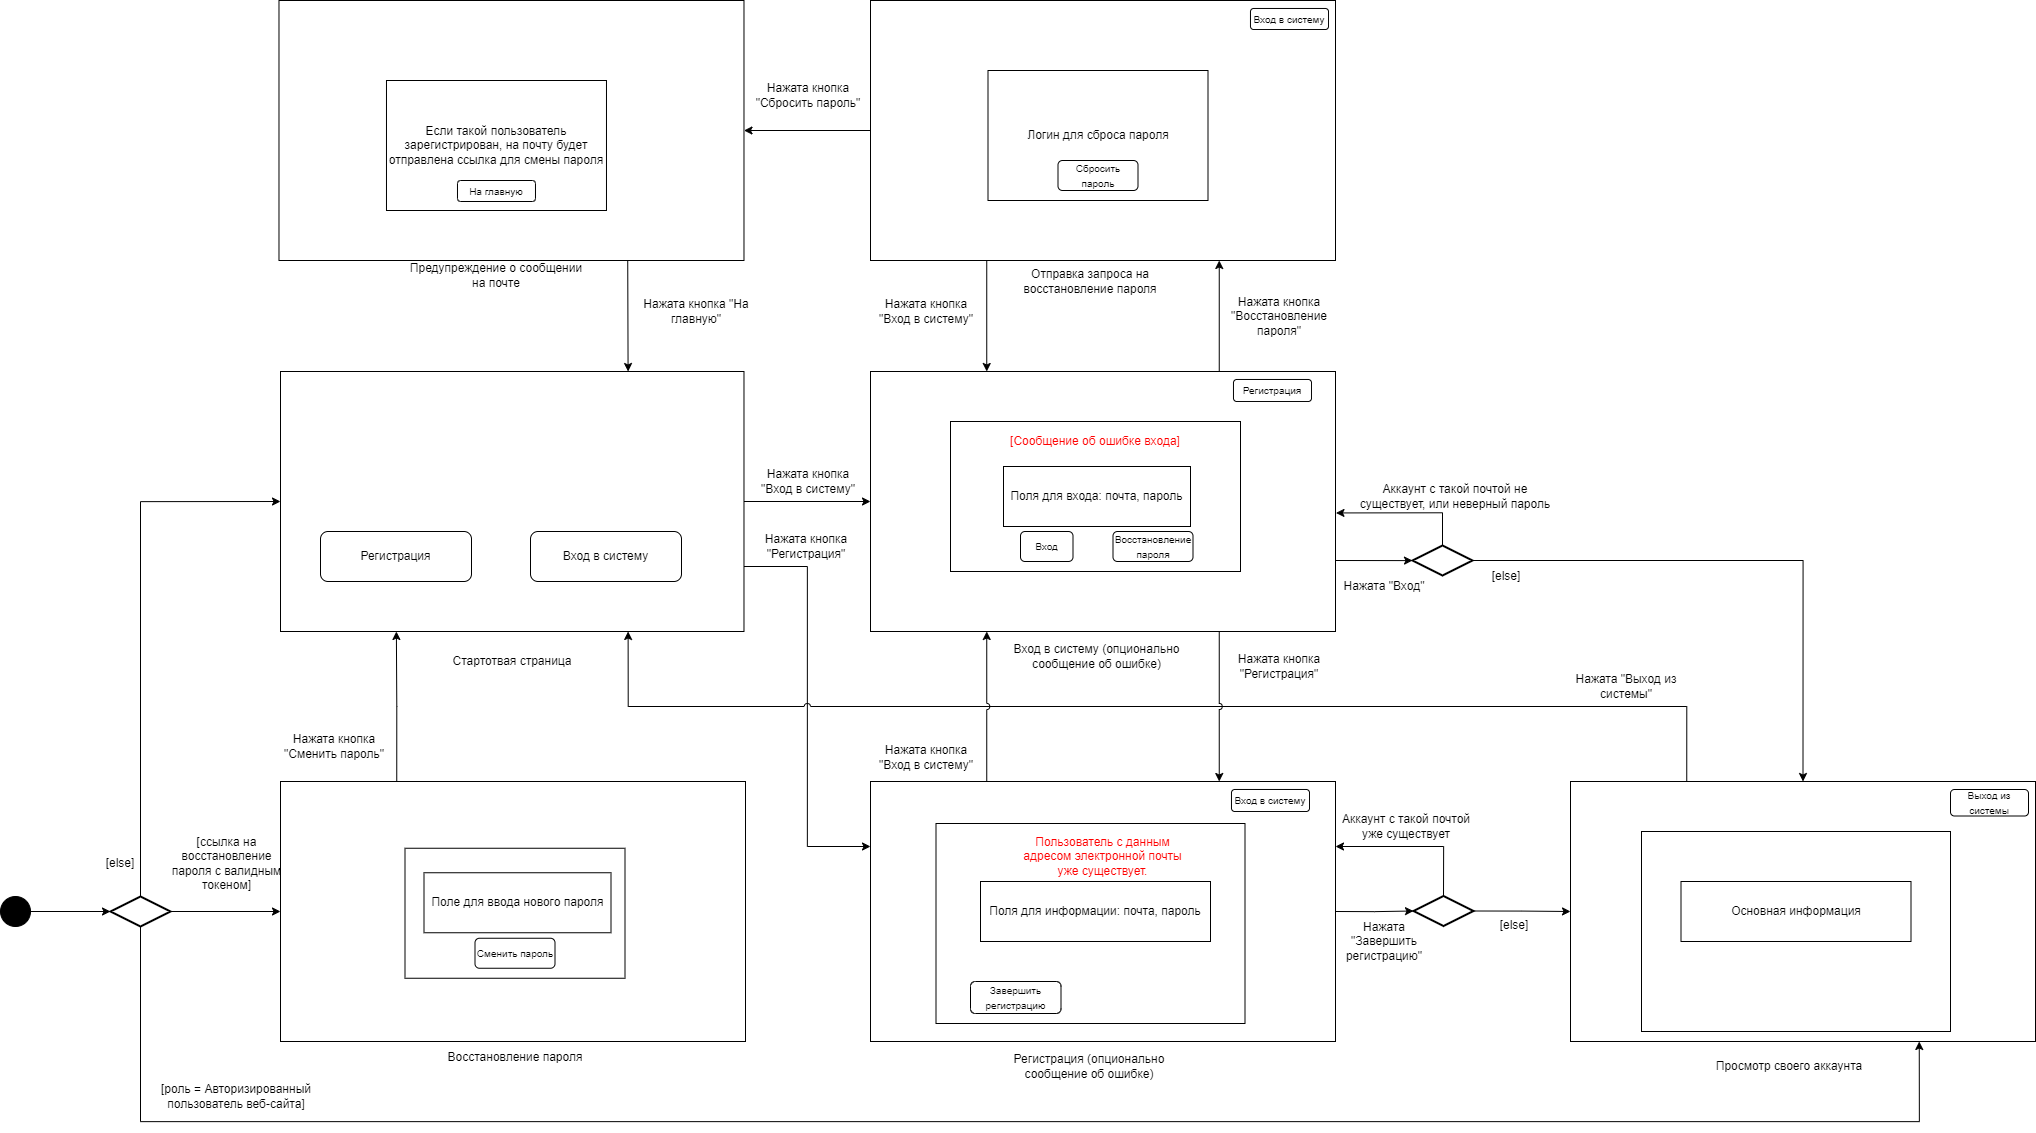 Вход в систему
Нажата кнопка
"Сбросить пароль"
Если такой пользователь
зарегистрирован, на почту будет
отправлена ссылка для смены пароля
На главную
Логин для сброса пароля
Сбросить
пароль
Предупреждение о сообщении
на почте
Отправка запроса на
восстановление пароля
Нажата кнопка "На
главную"
Нажата кнопка
"Вход в систему"
Нажата кнопка
"Восстановление
пароля"
Регистрация
[Сообщение об ошибке входа]
Поля для входа: почта, пароль
Вход
Восстановление
пароля
Нажата кнопка
"Вход в систему"
Нажата кнопка
"Регистрация"
Регистрация
Вход в систему
Аккаунт с такой почтой не
существует, или неверный пароль
Нажата "Вход"
[else]
Стартотвая страница
Вход в систему (опционально
сообщение об ошибке)
Нажата кнопка
"Регистрация"
Нажата "Выход из
системы"
Нажата кнопка
"Сменить пароль"
Нажата кнопка
"Вход в систему"
[else]
[ссылка на
восстановление
пароля с валидным
токеном]
Поле для ввода нового пароля
Сменить пароль
Вход в систему
Пользователь с данным
адресом электронной почты
уже существует.
Поля для информации: почта, пароль
Завершить
регистрацию
Аккаунт с такой почтой
уже существует
Нажата
"Завершить
регистрацию"
[else]
Выход из
системы
Основная информация
Восстановление пароля
Регистрация (опционально
сообщение об ошибке)
Просмотр своего аккаунта
[роль = Авторизированный
пользователь веб-сайта]